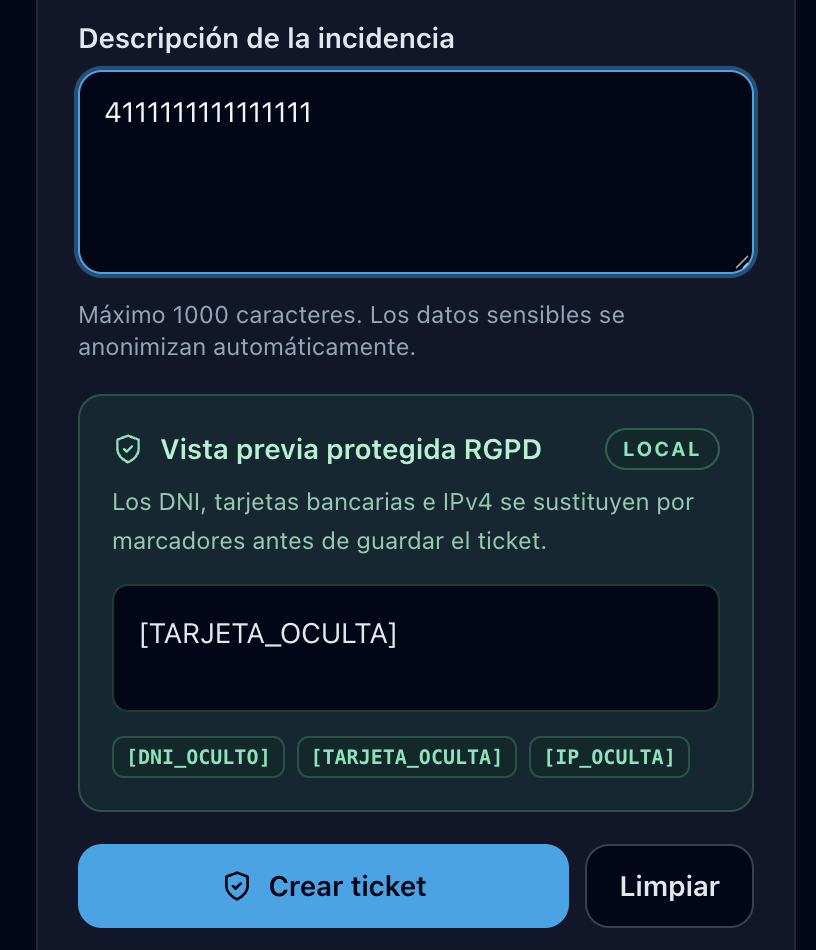 Descripción de la incidencia
4111111111111111
Máximo 1000 caracteres. Los datos sensibles se
anonimizan automáticamente.
Vista previa protegida RGPD
LOCAL
Los DNI, tarjetas bancarias e IPv4 se sustituyen por
marcadores antes de guardar el ticket.
[TARJETA_OCULTA]
[DNI_OCULTO] [TARJETA_OCULTA] [IP_OCULTA]
Crear ticket
Limpiar